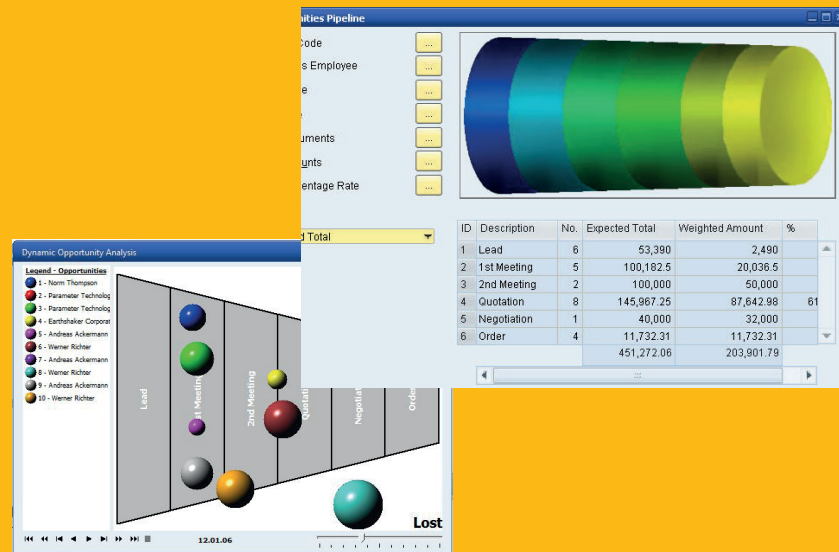 nities Pipeline
Code
s Employee
e
uments
unts
entage Rate
d Total
ID Description No. Expected Total Weighted Amount %
1 Lead 6 53,390 2,490
2 1st Meeting 5 100,182.5 20,036.5
3 2nd Meeting 2 100,000 50,000
4 Quotation 8 145,967.25 87,642.98 61
5 Negotiation 1 40,000 32,000
6 Order 4 11,732.31 11,732.31
451,272.06 203,901.79
Dynamic Opportunity Analysis
Legend - Opportunities
1 - Norm Thompson
2 - Parameter Technolog
3 - Parameter Technolog
4 - Earthshaker Corporat
5 - Andreas Ackermann
6 - Werner Richter
7 - Andreas Ackermann
8 - Werner Richter
9 - Andreas Ackermann
10 - Werner Richter
Lead
st Meeting
2nd Meeting
Quotatio
Negotiat
Order
Lost
12.01.06